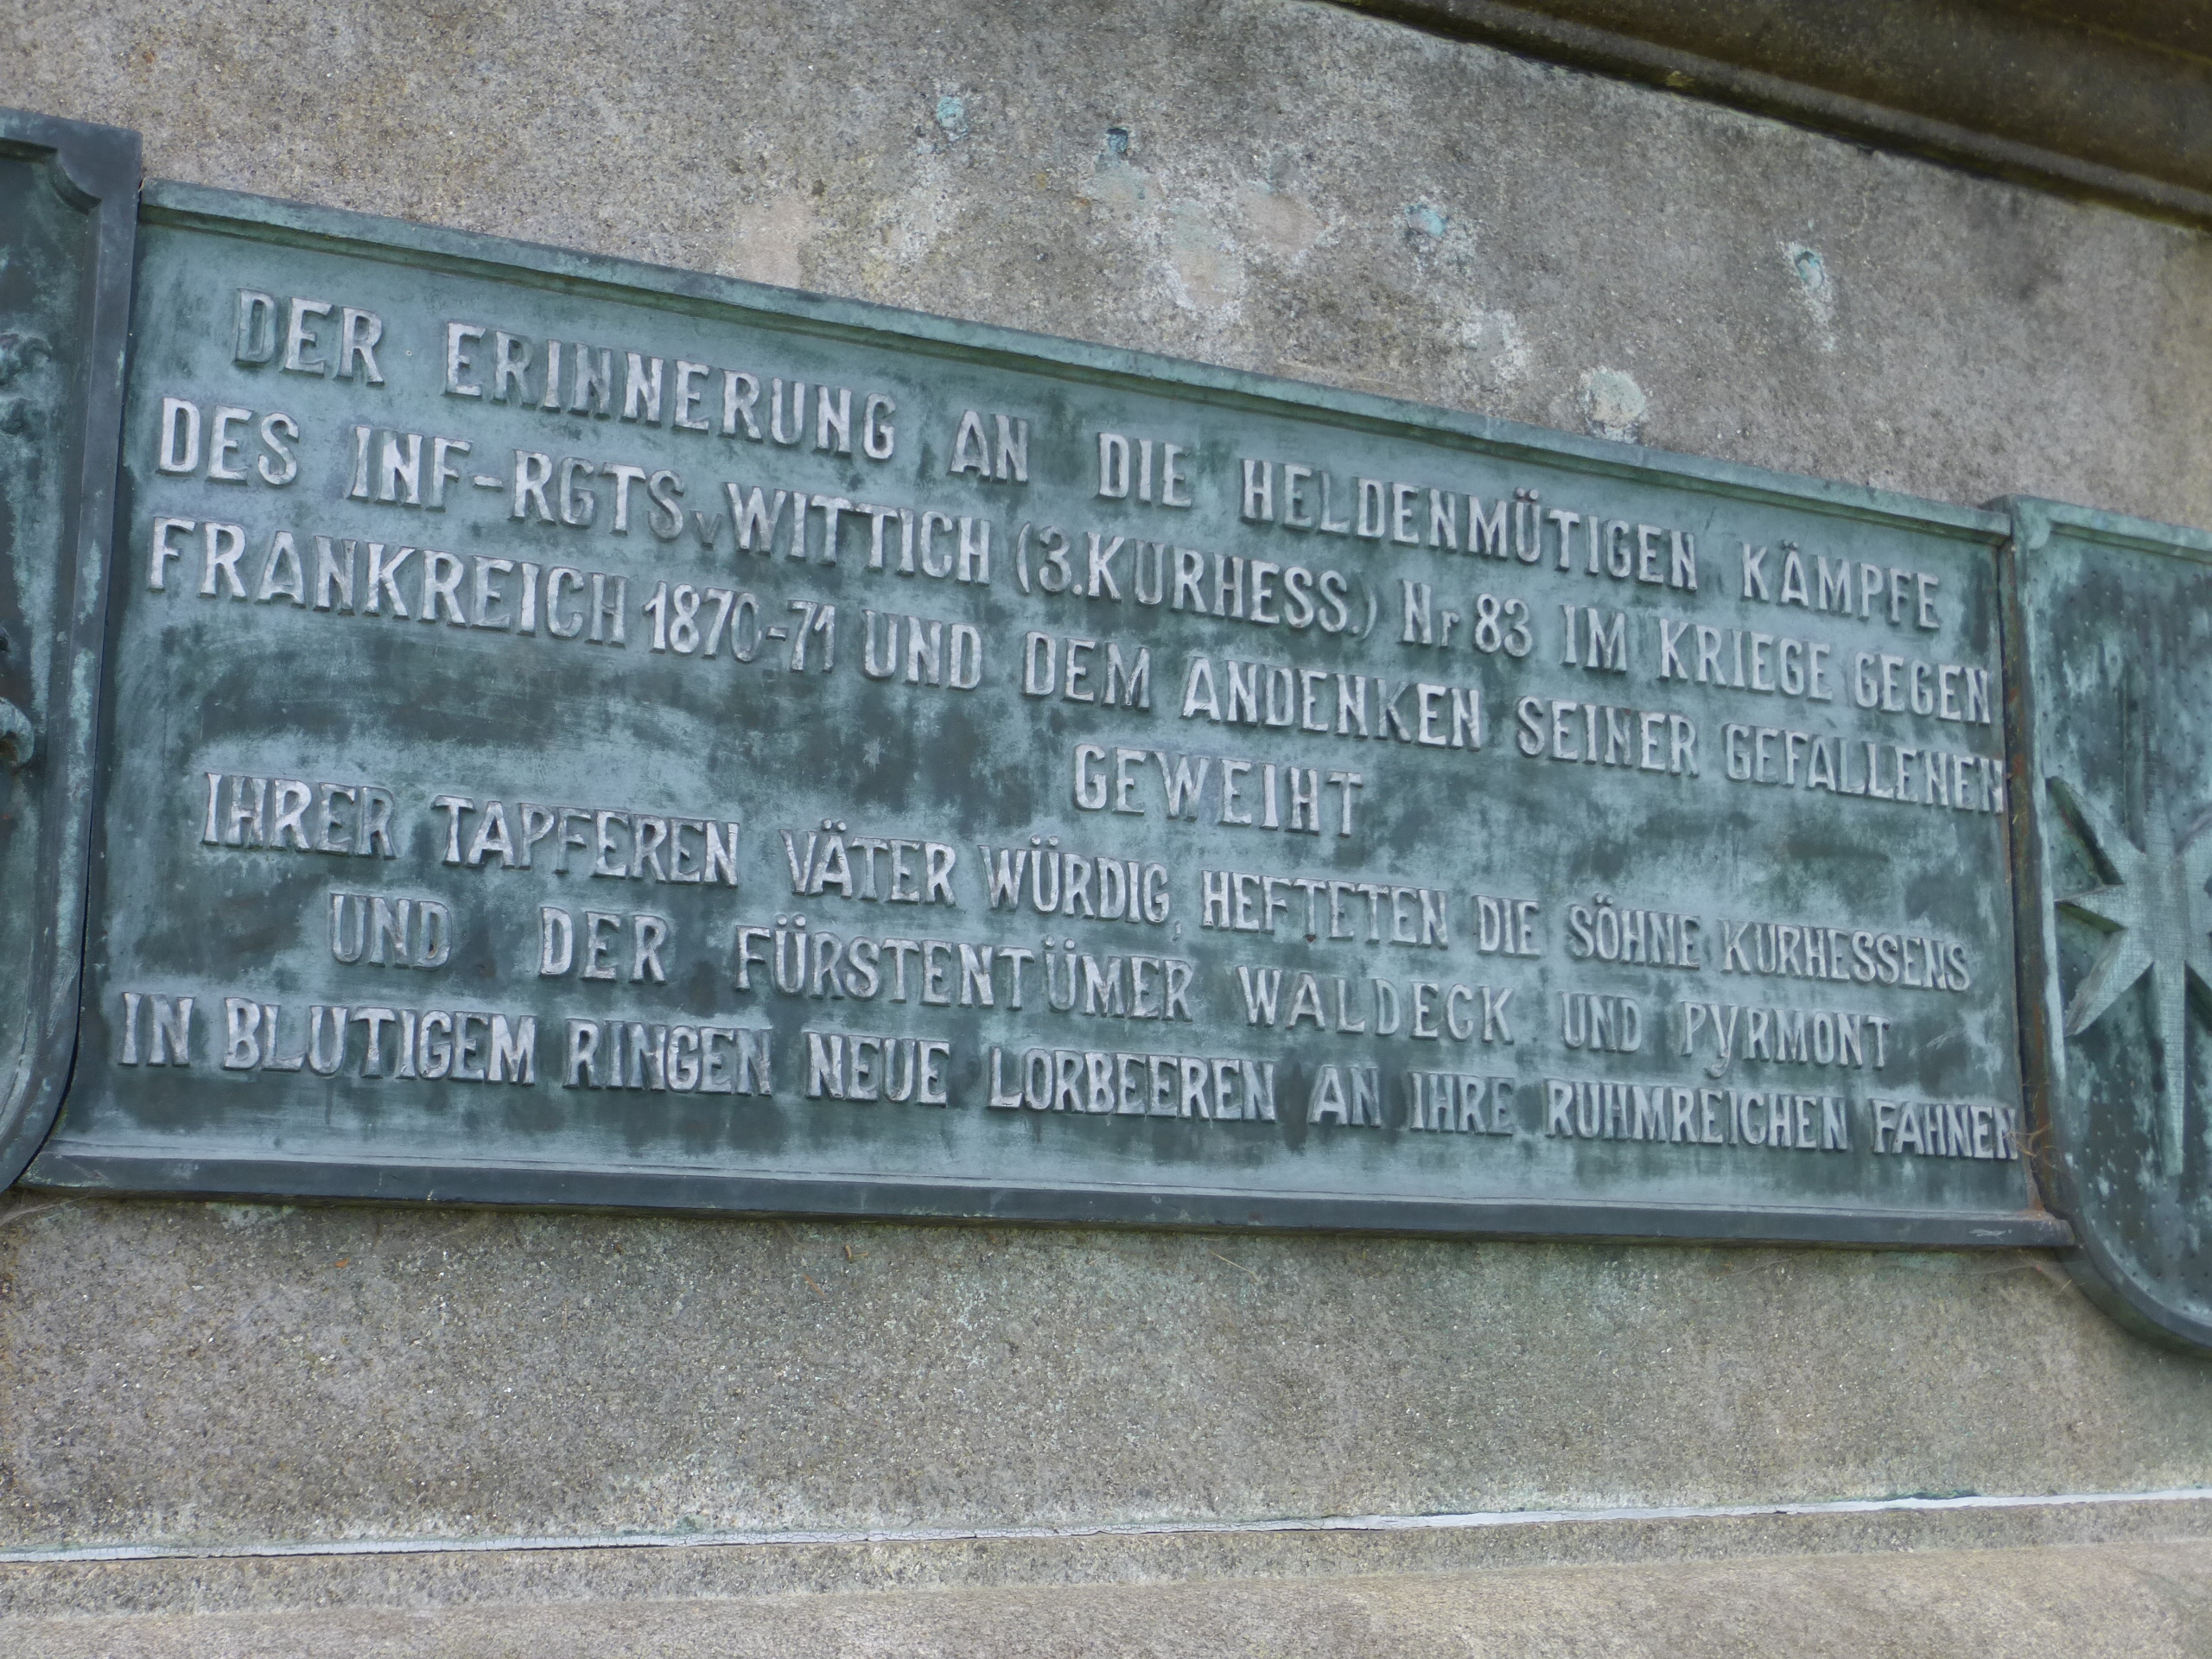 DER ERINNERUNG AN DIE HELDENMÜTIGEN KÄMPFE
DES INF-RGTS v WITTICH (3.KURHESS.) Nr 83 IM KRIEGE GEGEN
FRANKREICH 1870-71 UND DEM ANDENKEN SEINER GEFALLENEN
GEWEIHT
IHRER TAPFEREN VÄTER WÜRDIG, HEFTETEN DIE SÖHNE KURHESSENS
UND DER FÜRSTENTÜMER WALDECK UND PYRMONT
IN BLUTIGEM RINGEN NEUE LORBEEREN AN IHRE RUHMREICHEN FAHNEN